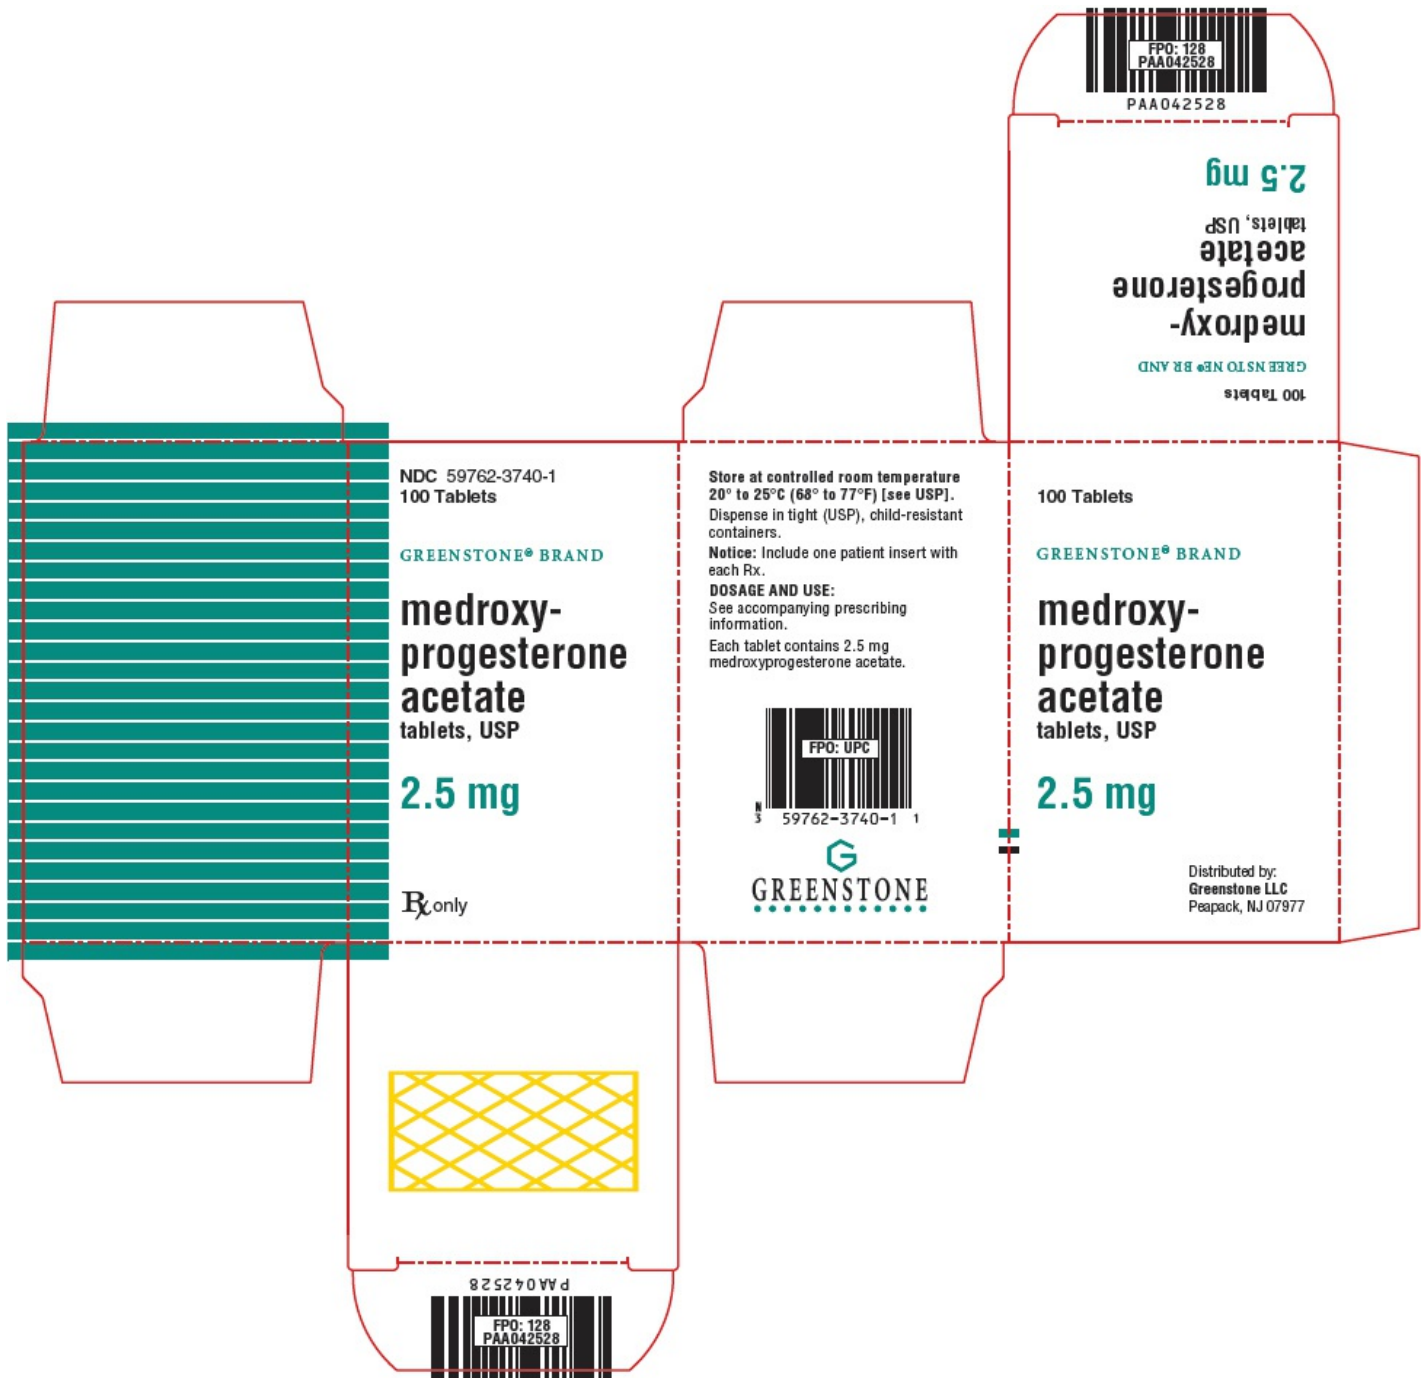 FPO: 128
PAA042528
PAA042528
2.5 mg
tablets, USP
acetate
progesterone
medroxy-
GREENSTONE® BRAND
100 Tablets
NDC 59762-3740-1
100 Tablets
GREENSTONE® BRAND
medroxy-
progesterone
acetate
tablets, USP
2.5 mg
Rx only
Store at controlled room temperature
20° to 25°C (68° to 77°F) [see USP].
Dispense in tight (USP), child-resistant
containers.
Notice: Include one patient insert with
each Rx.
DOSAGE AND USE:
See accompanying prescribing
information.
Each tablet contains 2.5 mg
medroxyprogesterone acetate.
FPO: UPC
N
3 59762-3740-1 1
G
GREENSTONE
100 Tablets
GREENSTONE® BRAND
medroxy-
progesterone
acetate
tablets, USP
2.5 mg
Distributed by:
Greenstone LLC
Peapack, NJ 07977
PAA042528
FPO: 128
PAA042528